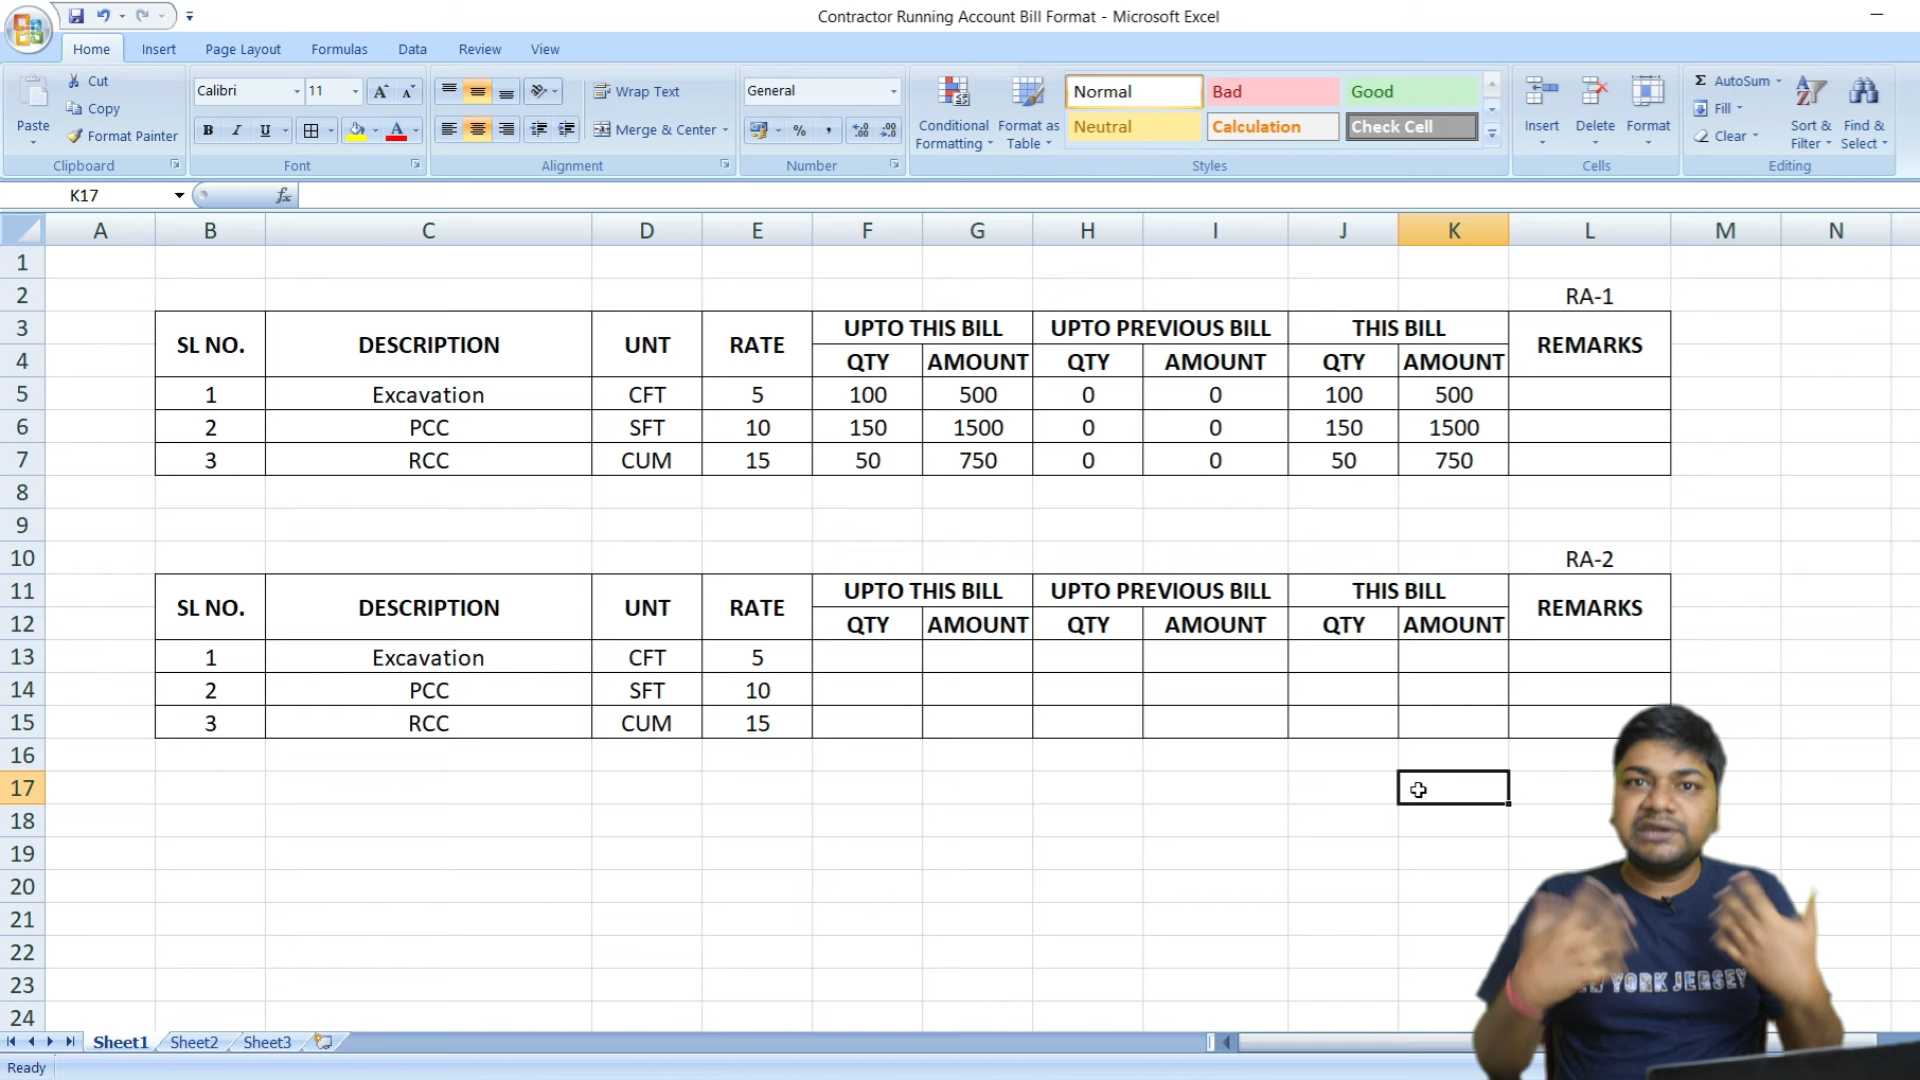 Contractor Running Account Bill Format - Microsoft Excel
Home Insert Page Layout Formulas Data Review View
Paste Cut Copy Format Painter Clipboard
Calibri 11 B I U Font
Wrap Text Merge & Center Alignment
General % , Number
Conditional Formatting Format as Table Normal Bad Good Neutral Calculation Check Cell Styles
Insert Delete Format Cells
Σ AutoSum Fill Clear Sort & Filter Find & Select Editing
K17 fx
A B C D E F G H I J K L M N
1
2 RA-1
3 SL NO. DESCRIPTION UNT RATE UPTO THIS BILL UPTO PREVIOUS BILL THIS BILL REMARKS
4 QTY AMOUNT QTY AMOUNT QTY AMOUNT
5 1 Excavation CFT 5 100 500 0 0 100 500
6 2 PCC SFT 10 150 1500 0 0 150 1500
7 3 RCC CUM 15 50 750 0 0 50 750
8
9
10 RA-2
11 SL NO. DESCRIPTION UNT RATE UPTO THIS BILL UPTO PREVIOUS BILL THIS BILL REMARKS
12 QTY AMOUNT QTY AMOUNT QTY AMOUNT
13 1 Excavation CFT 5
14 2 PCC SFT 10
15 3 RCC CUM 15
16
17
18
19
20
21
22
23
24
YORK JERSEY
Sheet1 Sheet2 Sheet3
Ready